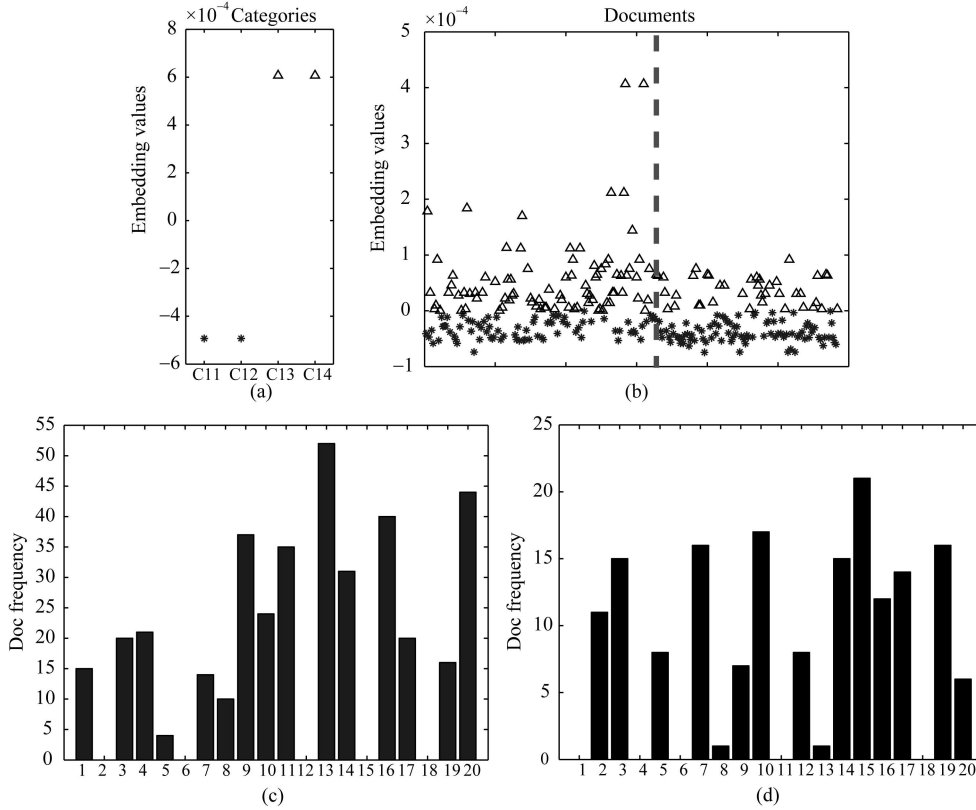 ×10⁻⁴ Categories
Embedding values
8
6
4
2
0
−2
−4
−6
C11 C12 C13 C14
(a)
Documents
×10⁻⁴
Embedding values
5
4
3
2
1
0
−1
(b)
Doc frequency
55
50
45
40
35
30
25
20
15
10
5
0
1 2 3 4 5 6 7 8 9 10 11 12 13 14 15 16 17 18 19 20
(c)
Doc frequency
25
20
15
10
5
0
1 2 3 4 5 6 7 8 9 10 11 12 13 14 15 16 17 18 19 20
(d)